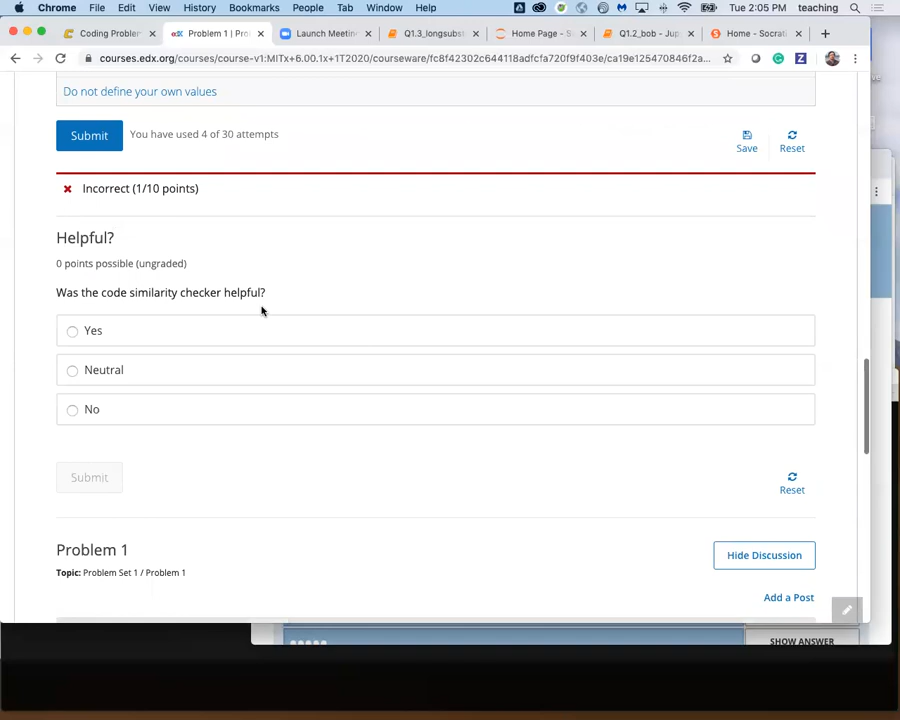 Chrome File Edit View History Bookmarks People Tab Window Help Tue 2:05 PM teaching
Coding Problem
Problem 1 | Pro
Launch Meetin
Q1.3_longsubst
Home Page - S
Q1.2_bob - Jup
Home - Socrati
courses.edx.org/courses/course-v1:MITx+6.00.1x+1T2020/courseware/fc8f42302c644118adfcfa720f9f403e/ca19e125470846f2a...
Do not define your own values
Submit
You have used 4 of 30 attempts
Save
Reset
Incorrect (1/10 points)
Helpful?
0 points possible (ungraded)
Was the code similarity checker helpful?
Yes
Neutral
No
Submit
Reset
Problem 1
Hide Discussion
Topic: Problem Set 1 / Problem 1
Add a Post
SHOW ANSWER